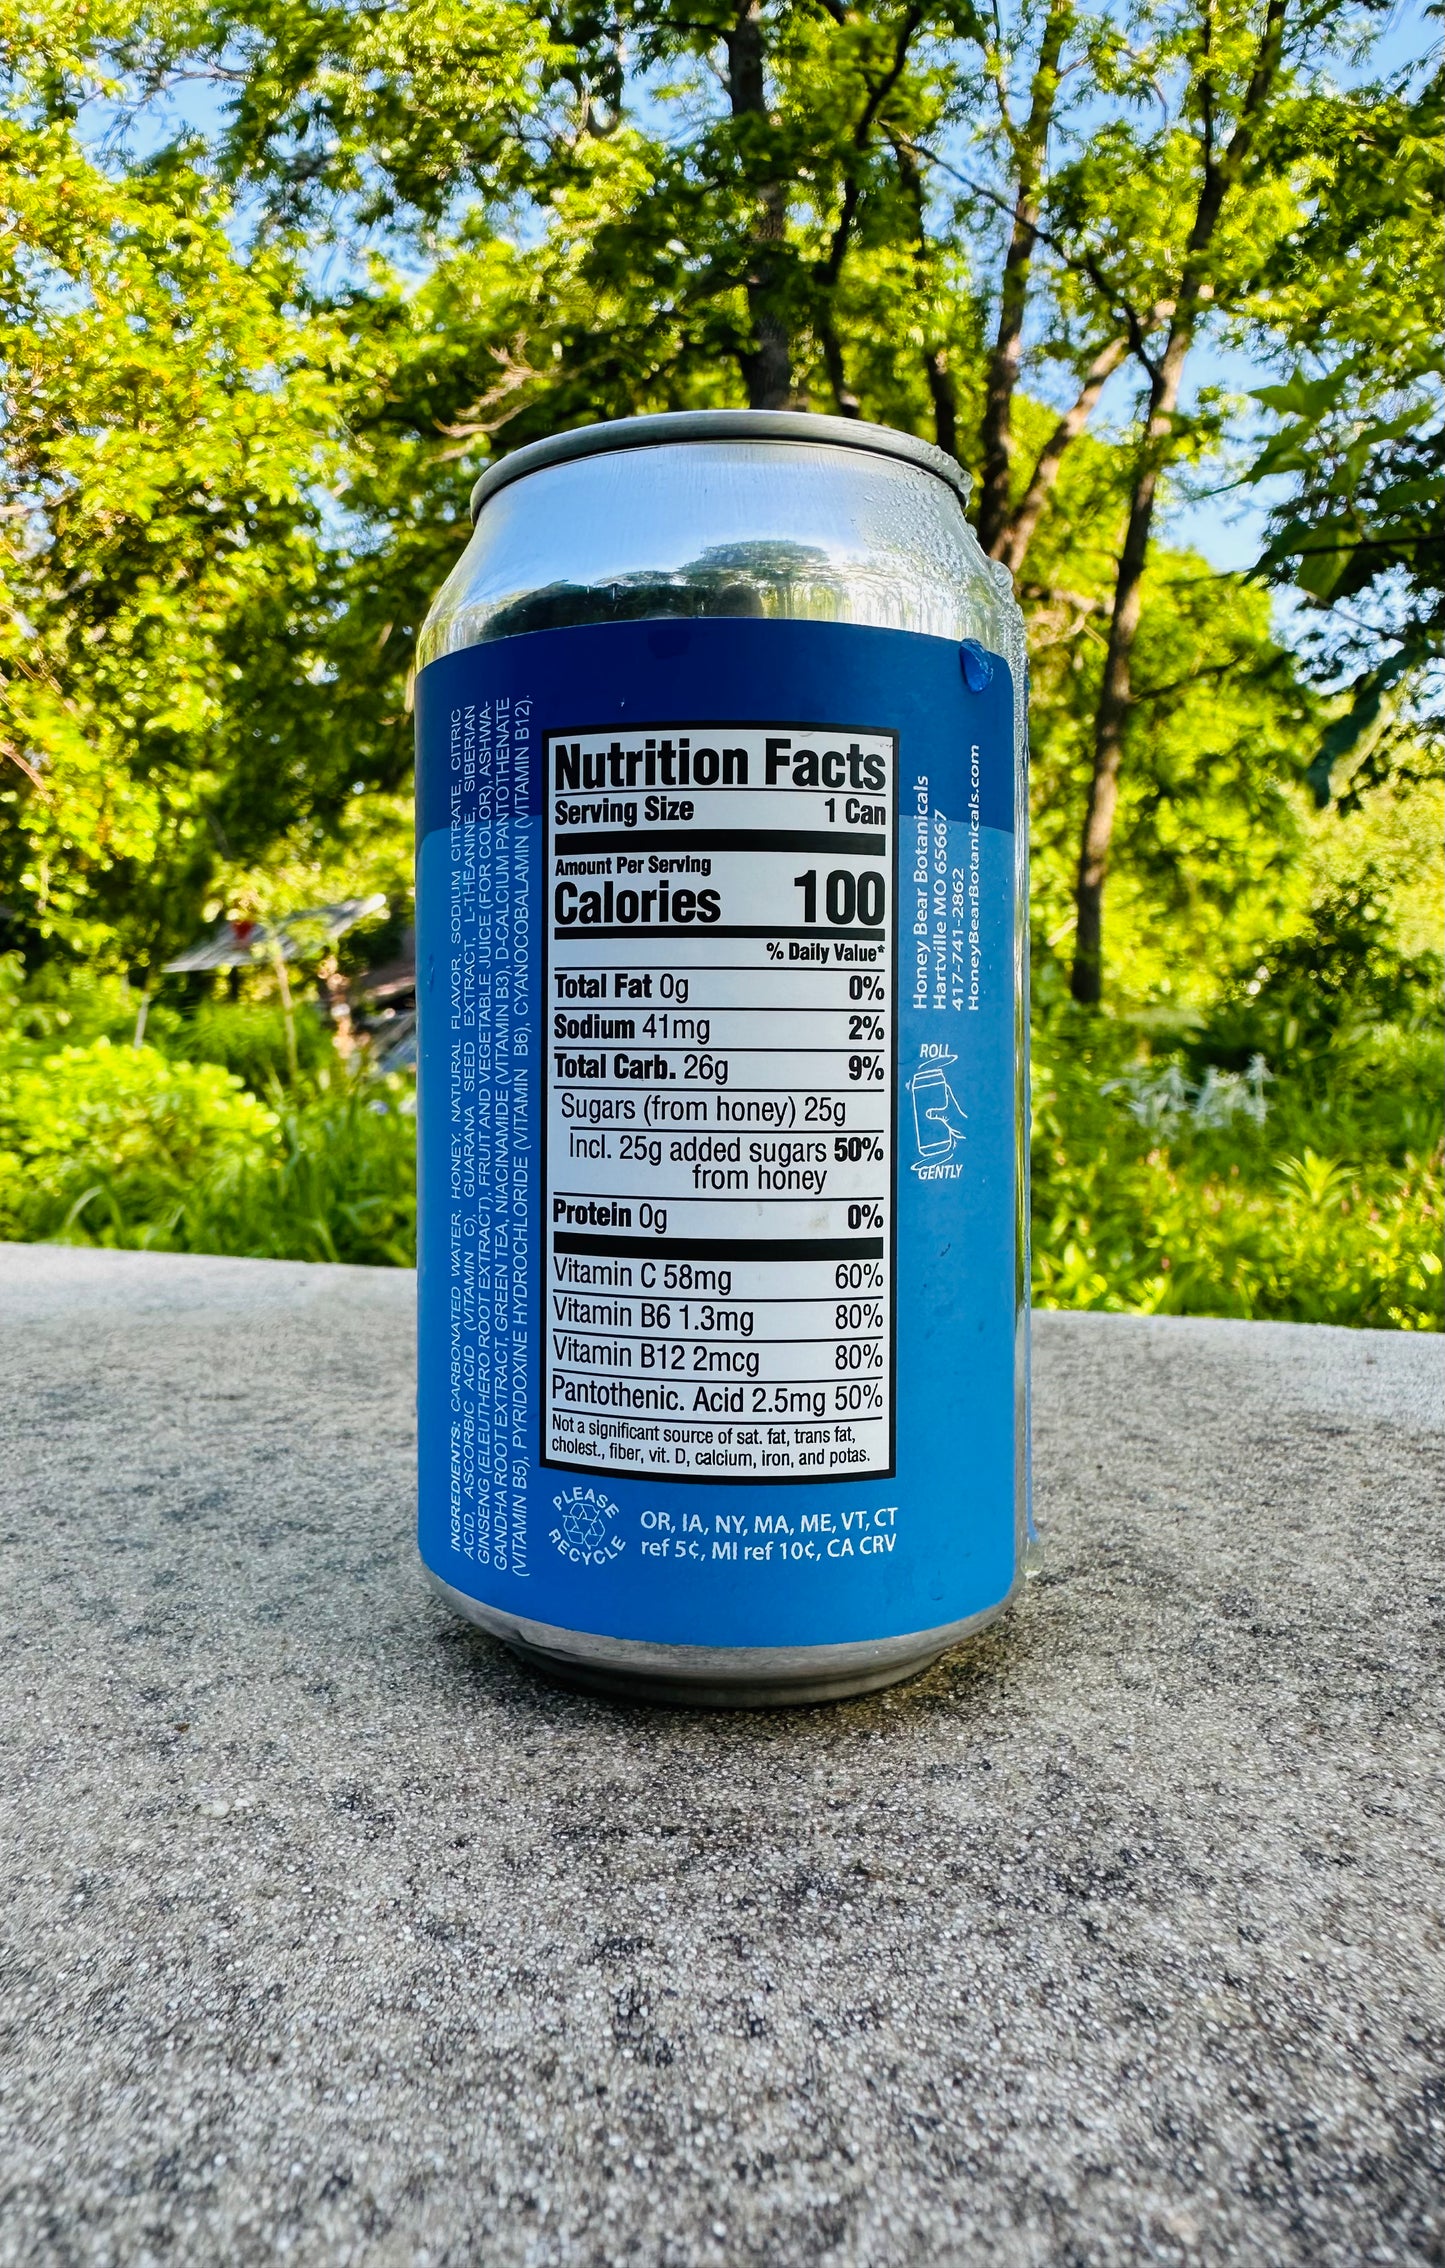 INGREDIENTS: CARBONATED WATER, HONEY, NATURAL FLAVOR, SODIUM CITRATE, CITRIC
ACID, ASCORBIC ACID (VITAMIN C), GUARANA SEED EXTRACT, L-THEANINE, SIBERIAN
GINSENG (ELEUTHERO ROOT EXTRACT), FRUIT AND VEGETABLE JUICE (FOR COLOR), ASHWA-
GANDHA ROOT EXTRACT, GREEN TEA, NIACINAMIDE (VITAMIN B3), D-CALCIUM PANTOTHENATE
(VITAMIN B5), PYRIDOXINE HYDROCHLORIDE (VITAMIN B6), CYANOCOBALAMIN (VITAMIN B12).
Nutrition Facts
Serving Size 1 Can
Amount Per Serving
Calories 100
% Daily Value*
Total Fat 0g 0%
Sodium 41mg 2%
Total Carb. 26g 9%
Sugars (from honey) 25g
Incl. 25g added sugars 50%
from honey
Protein 0g 0%
Vitamin C 58mg 60%
Vitamin B6 1.3mg 80%
Vitamin B12 2mcg 80%
Pantothenic. Acid 2.5mg 50%
Not a significant source of sat. fat, trans fat,
cholest., fiber, vit. D, calcium, iron, and potas.
PLEASE
RECYCLE
OR, IA, NY, MA, ME, VT, CT
ref 5¢, MI ref 10¢, CA CRV
Honey Bear Botanicals
Hartville MO 65667
417-741-2862
HoneyBearBotanicals.com
ROLL
GENTLY